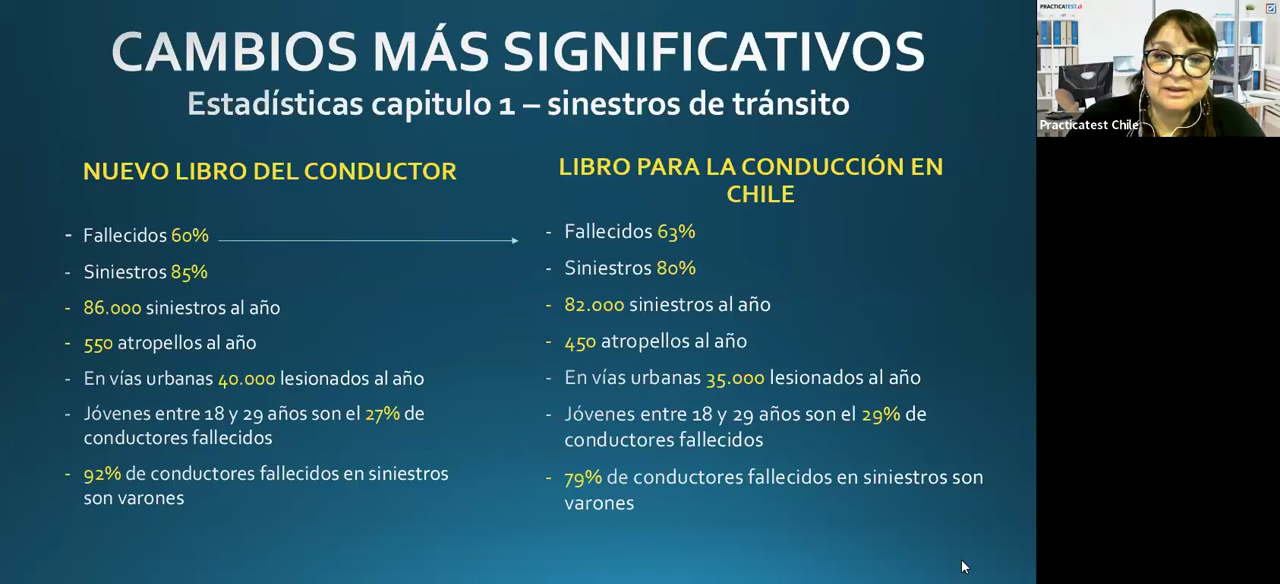 CAMBIOS MÁS SIGNIFICATIVOS
Estadísticas capitulo 1 – sinestros de tránsito
NUEVO LIBRO DEL CONDUCTOR
- Fallecidos 60%
- Siniestros 85%
- 86.000 siniestros al año
- 550 atropellos al año
- En vías urbanas 40.000 lesionados al año
- Jóvenes entre 18 y 29 años son el 27% de
conductores fallecidos
- 92% de conductores fallecidos en siniestros
son varones
LIBRO PARA LA CONDUCCIÓN EN
CHILE
- Fallecidos 63%
- Siniestros 80%
- 82.000 siniestros al año
- 450 atropellos al año
- En vías urbanas 35.000 lesionados al año
- Jóvenes entre 18 y 29 años son el 29% de
conductores fallecidos
- 79% de conductores fallecidos en siniestros son
varones
PRACTICATEST.cl
Practicatest Chile